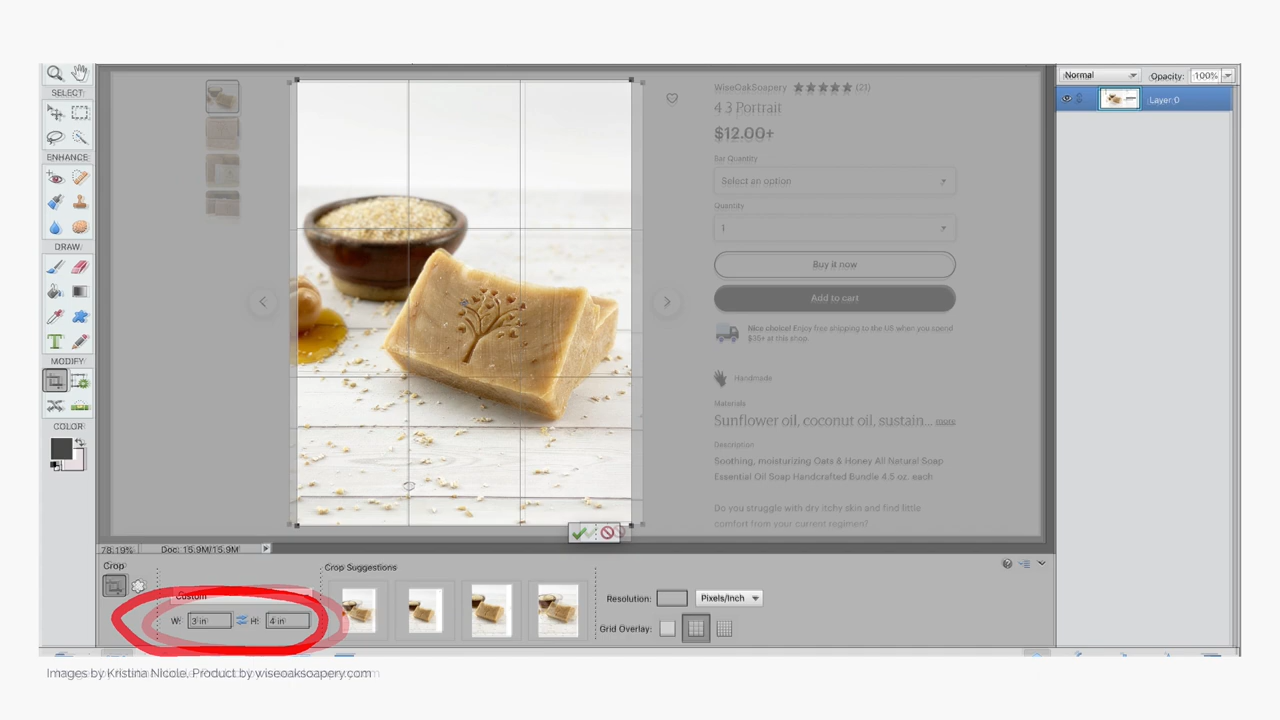 SELECT:
ENHANCE:
DRAW:
T
MODIFY:
COLOR:
WiseOakSoapery ★★★★★ (21)
4 3 Portrait
$12.00+
Bar Quantity
Select an option
Quantity
1
Buy it now
Add to cart
Nice choice! Enjoy free shipping to the US when you spend
$35+ at this shop.
Handmade
Materials
Sunflower oil, coconut oil, sustain... more
Description
Soothing, moisturizing Oats & Honey All Natural Soap
Essential Oil Soap Handcrafted Bundle 4.5 oz. each
Do you struggle with dry itchy skin and find little
comfort from your current regimen?
Normal
Opacity: 100%
Layer 0
78.19% Doc: 15.9M/15.9M
Crop
Custom
W: 3 in H: 4 in
Crop Suggestions
Resolution: Pixels/Inch
Grid Overlay:
Images by Kristina Nicole, Product by wiseoaksoapery.com